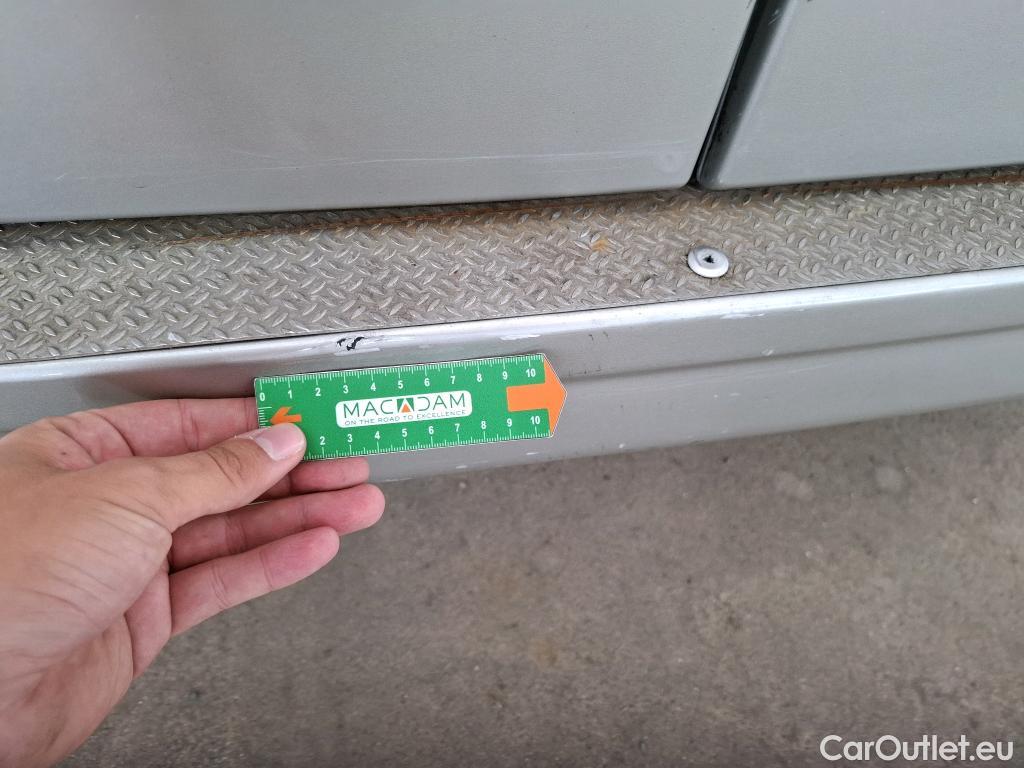 0 1 2 3 4 5 6 7 8 9 10
MACADAM
ON THE ROAD TO EXCELLENCE
2 3 4 5 6 7 8 9 10
CarOutlet.eu